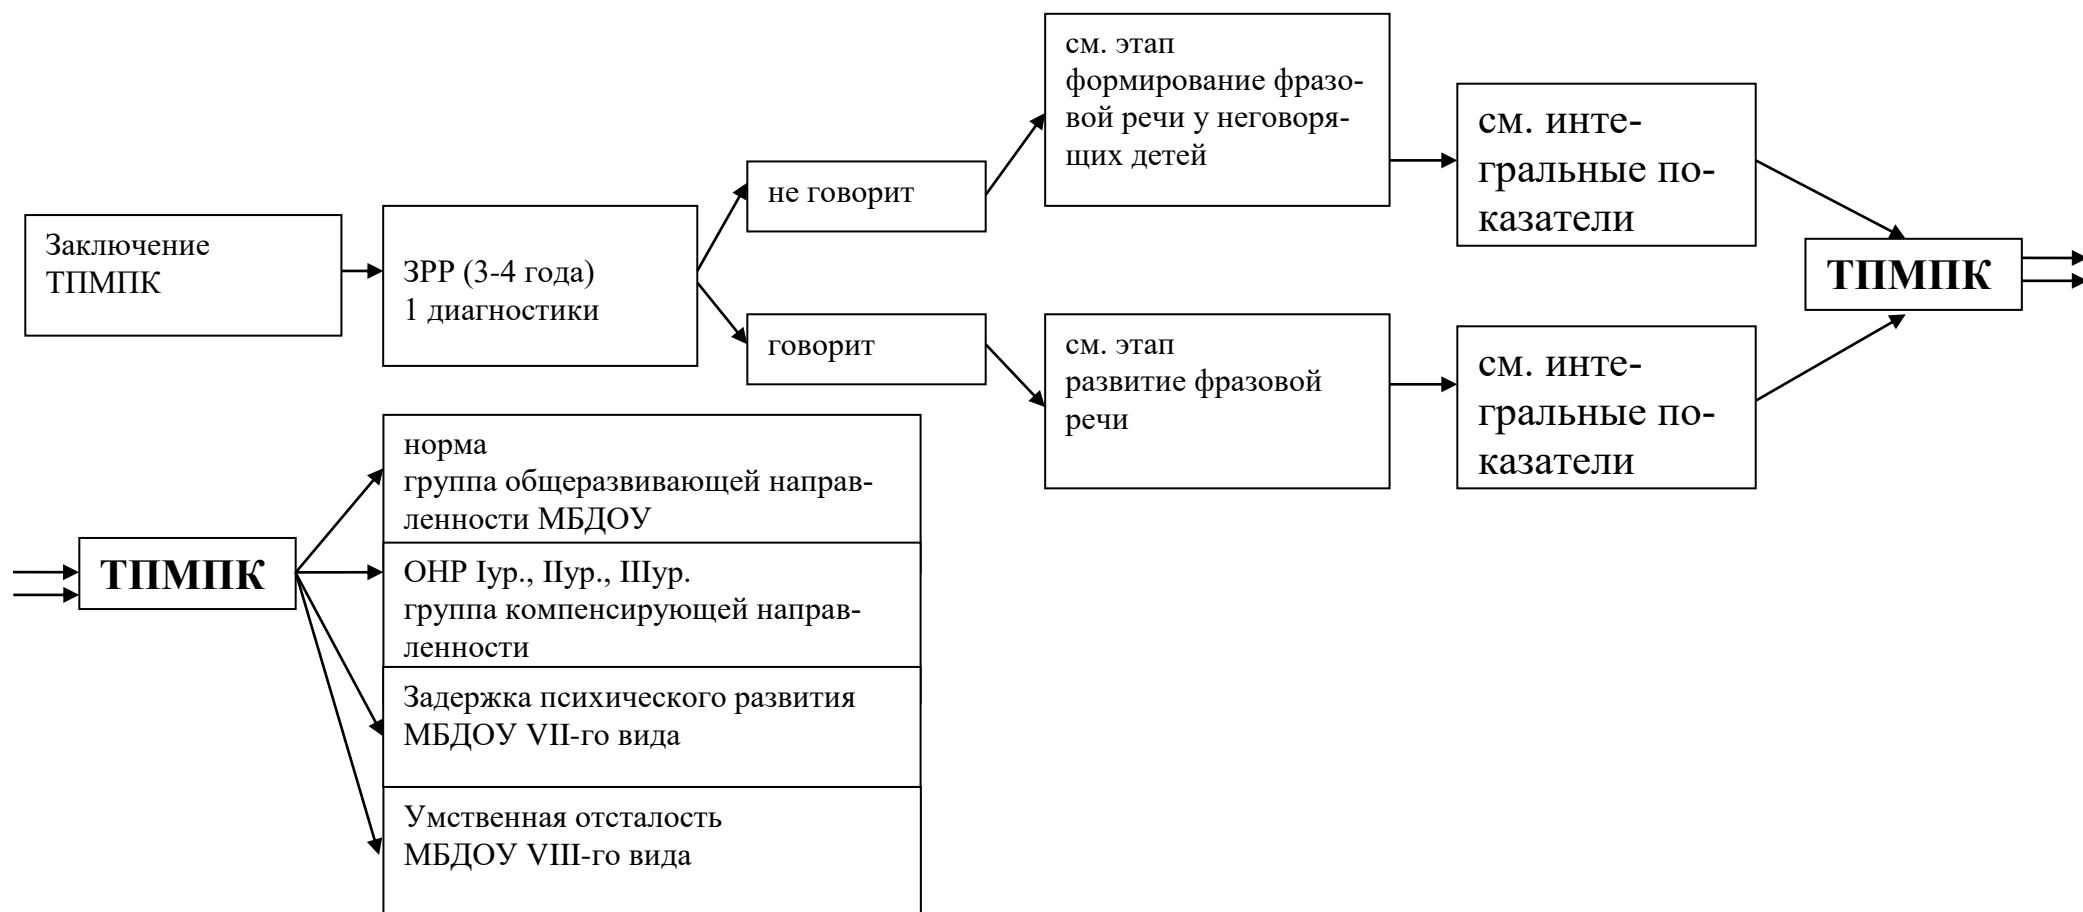 Заключение
ТПМПК
ЗРР (3-4 года)
1 диагностики
не говорит
говорит
см. этап
формирование фразо-
вой речи у неговоря-
щих детей
см. этап
развитие фразовой
речи
см. инте-
гральные по-
казатели
см. инте-
гральные по-
казатели
ТПМПК
ТПМПК
норма
группа общеразвивающей направ-
ленности МБДОУ
ОНР Iур., IIур., IIIур.
группа компенсирующей направ-
ленности
Задержка психического развития
МБДОУ VII-го вида
Умственная отсталость
МБДОУ VIII-го вида